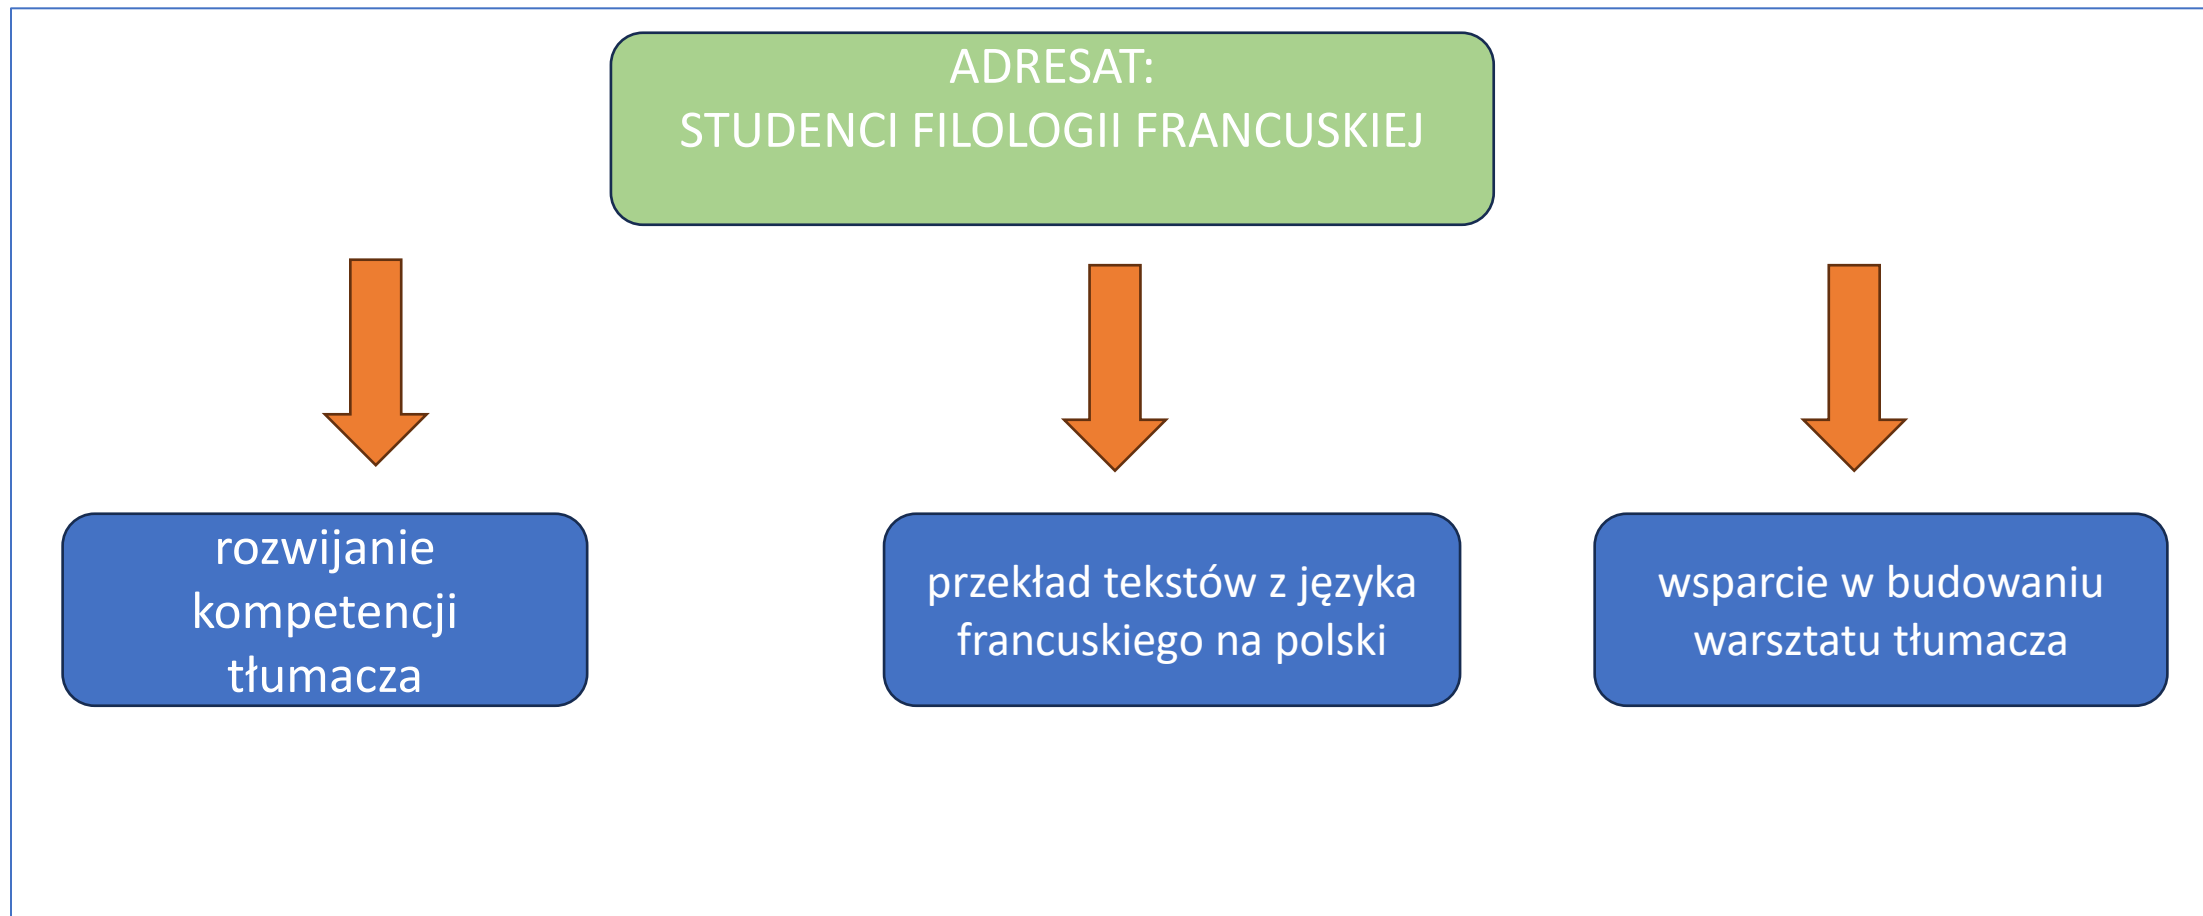 ADRESAT:
STUDENCI FILOLOGII FRANCUSKIEJ
rozwijanie
kompetencji
tłumacza
przekład tekstów z języka
francuskiego na polski
wsparcie w budowaniu
warsztatu tłumacza